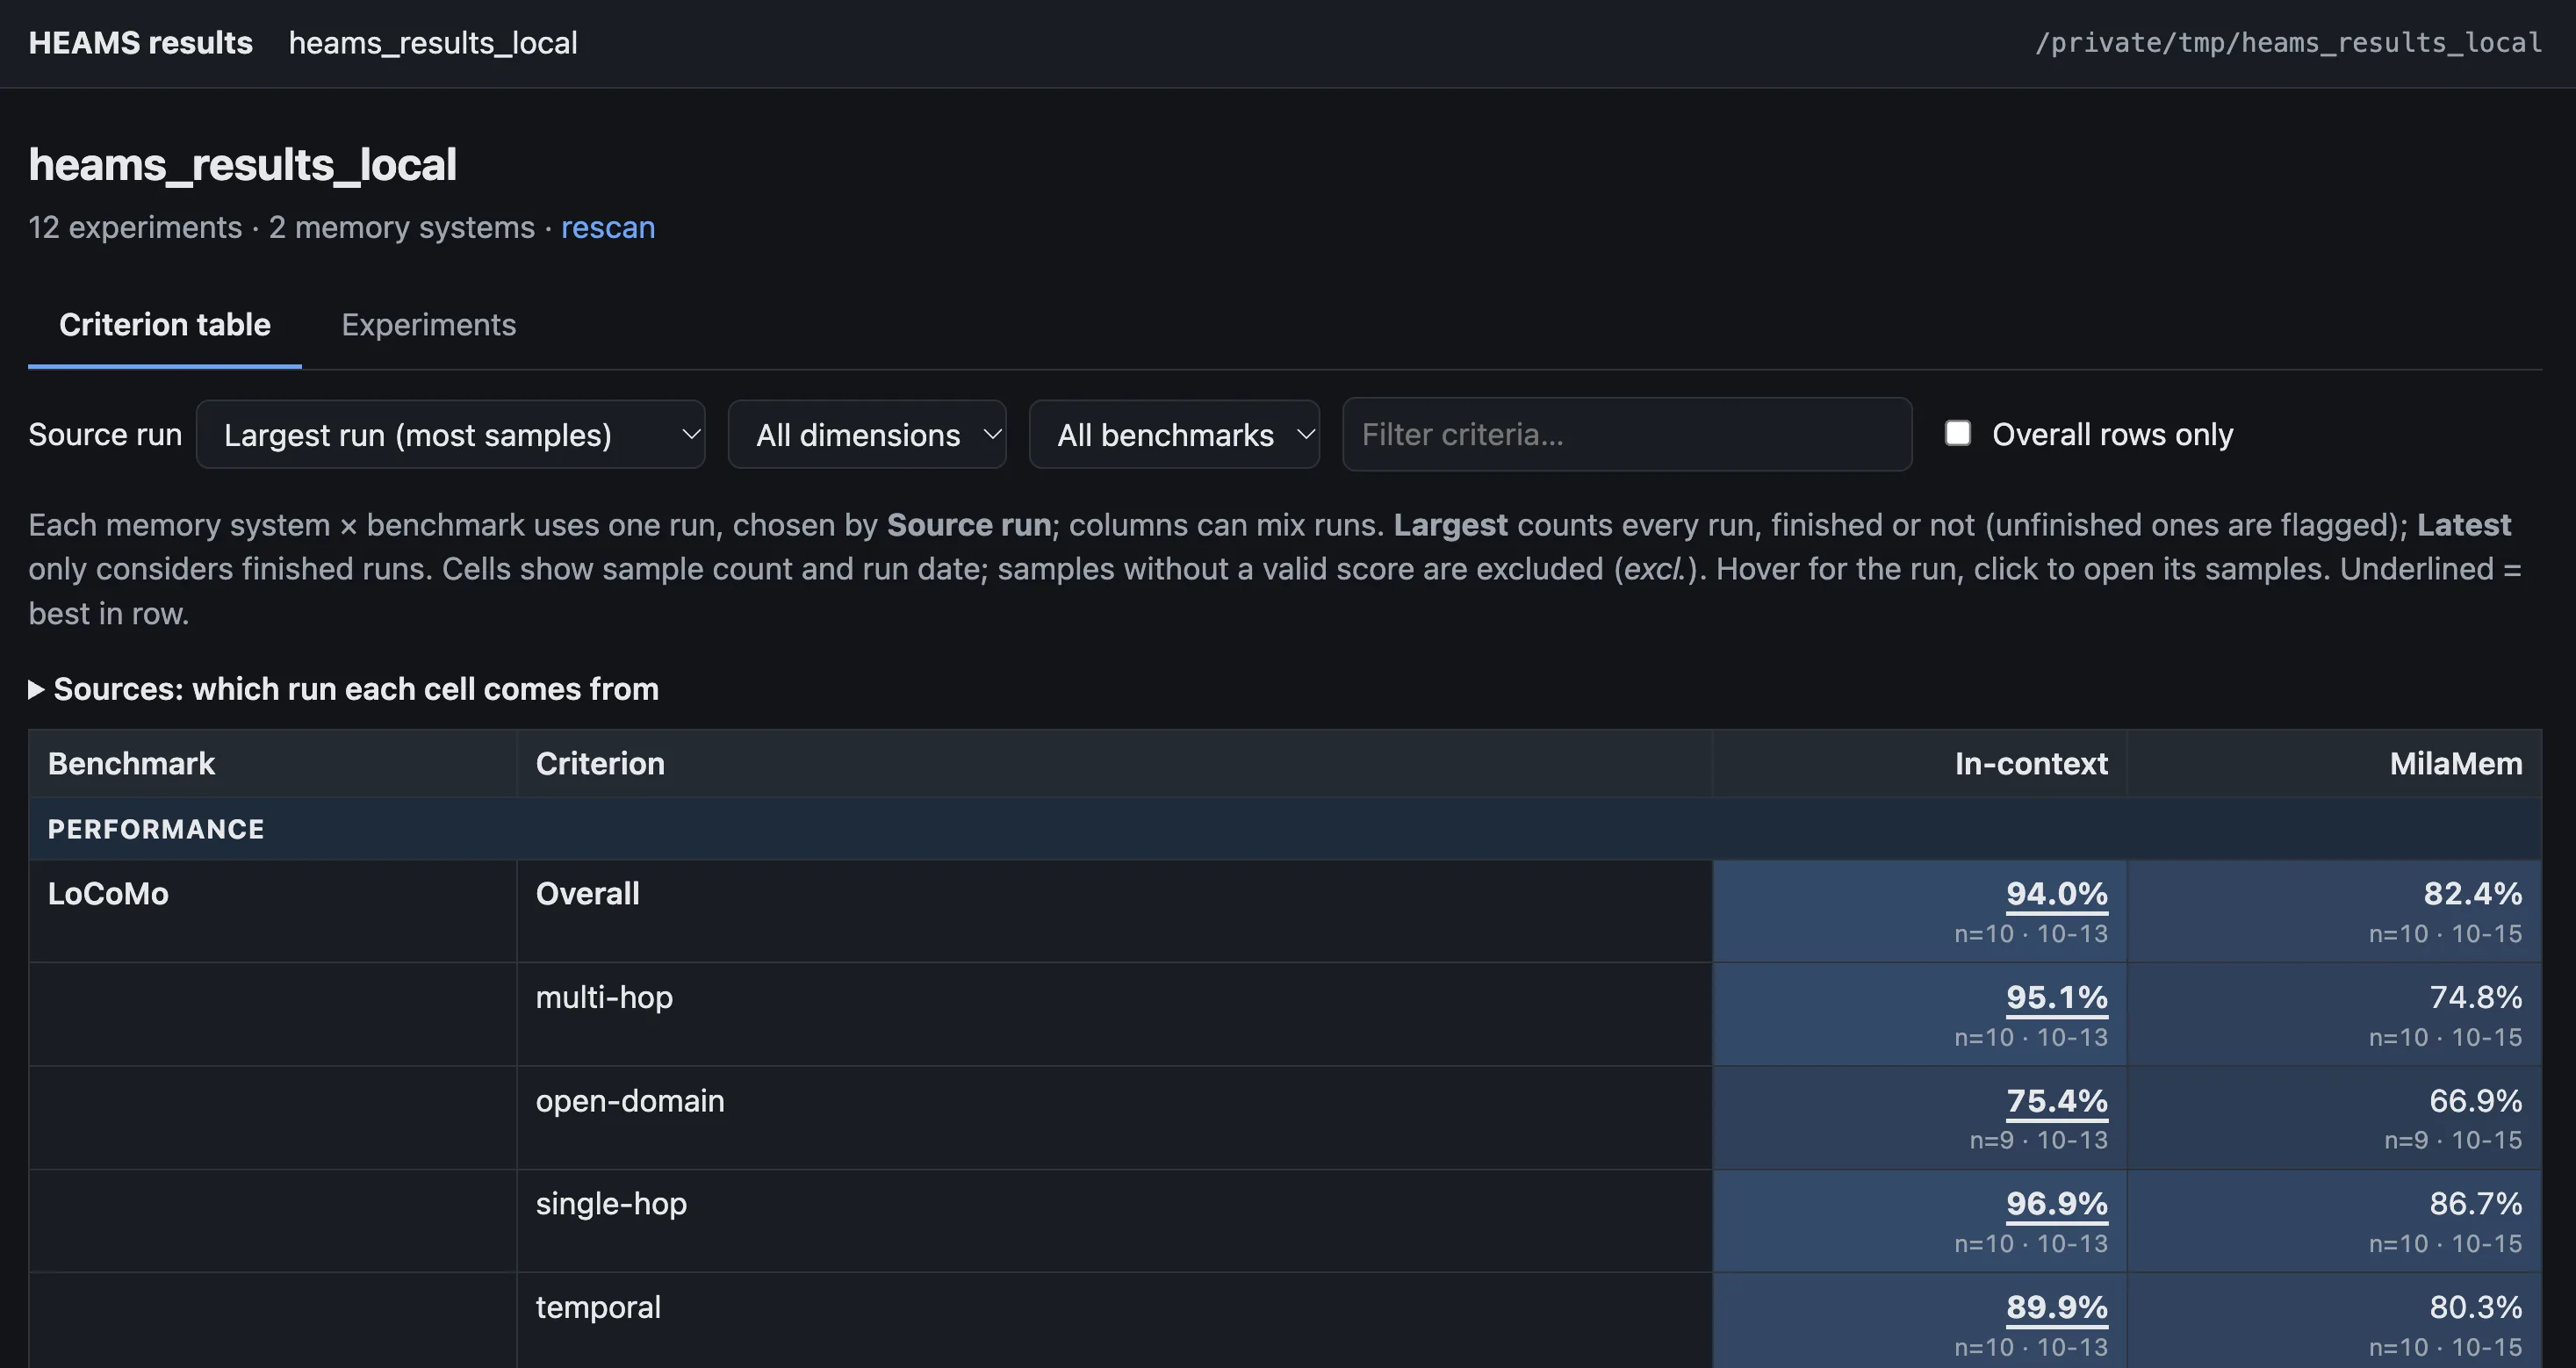 HEAMS results heams_results_local /private/tmp/heams_results_local
heams_results_local
12 experiments · 2 memory systems · rescan
Criterion table Experiments
Source run Largest run (most samples) All dimensions All benchmarks Filter criteria... Overall rows only
Each memory system × benchmark uses one run, chosen by Source run; columns can mix runs. Largest counts every run, finished or not (unfinished ones are flagged); Latest
only considers finished runs. Cells show sample count and run date; samples without a valid score are excluded (excl.). Hover for the run, click to open its samples. Underlined =
best in row.
▶ Sources: which run each cell comes from
Benchmark Criterion In-context MilaMem
PERFORMANCE
LoCoMo Overall 94.0% 82.4%
n=10 · 10-13 n=10 · 10-15
multi-hop 95.1% 74.8%
n=10 · 10-13 n=10 · 10-15
open-domain 75.4% 66.9%
n=9 · 10-13 n=9 · 10-15
single-hop 96.9% 86.7%
n=10 · 10-13 n=10 · 10-15
temporal 89.9% 80.3%
n=10 · 10-13 n=10 · 10-15